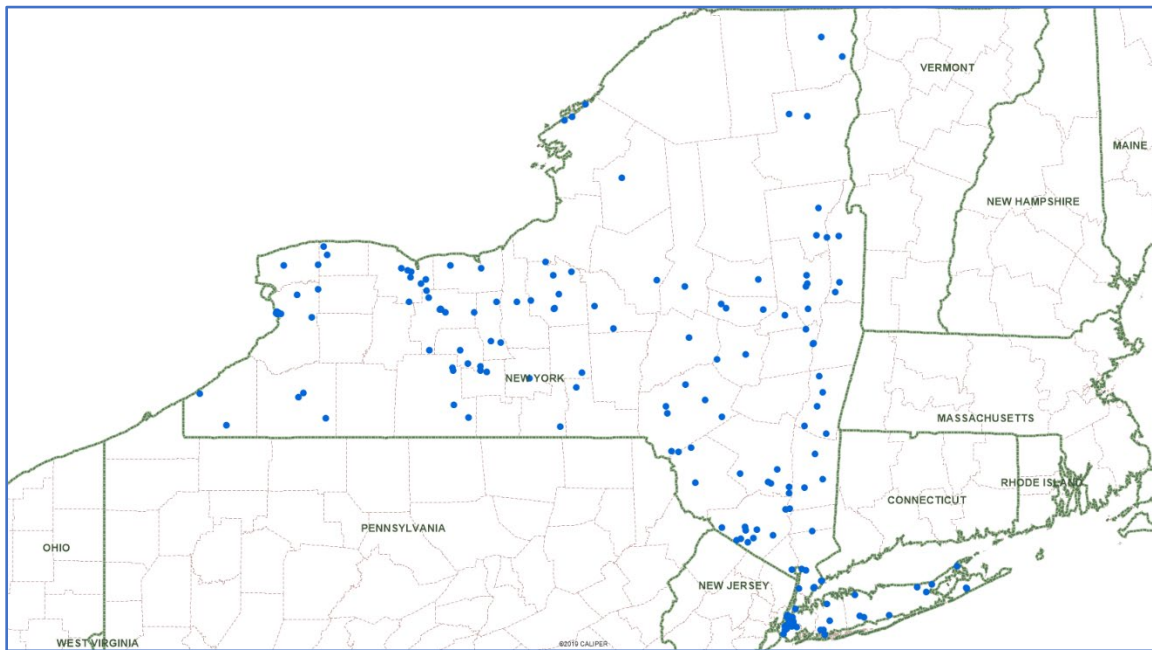 VERMONT
MAINE
NEW HAMPSHIRE
NEW YORK
MASSACHUSETTS
RHODE ISLAND
CONNECTICUT
PENNSYLVANIA
OHIO
NEW JERSEY
WEST VIRGINIA
©2019 CALIPER